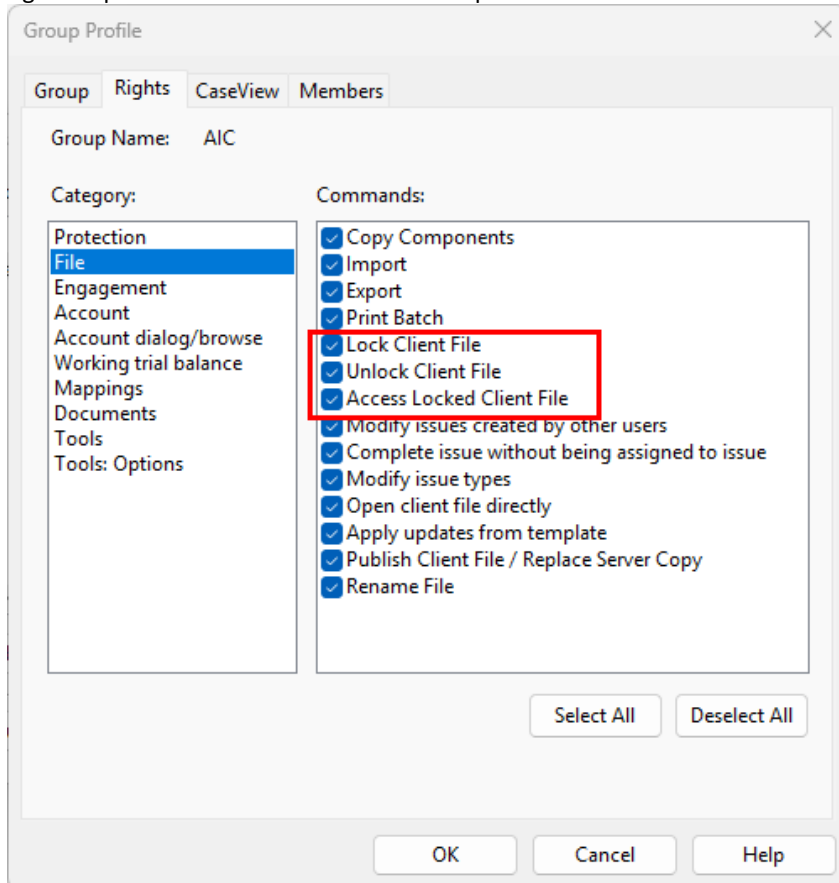 Group Profile
Group Rights CaseView Members
Group Name: AIC
Category:
Protection
File
Engagement
Account
Account dialog/browse
Working trial balance
Mappings
Documents
Tools
Tools: Options
Commands:
Copy Components
Import
Export
Print Batch
Lock Client File
Unlock Client File
Access Locked Client File
Modify issues created by other users
Complete issue without being assigned to issue
Modify issue types
Open client file directly
Apply updates from template
Publish Client File / Replace Server Copy
Rename File
Select All Deselect All
OK Cancel Help